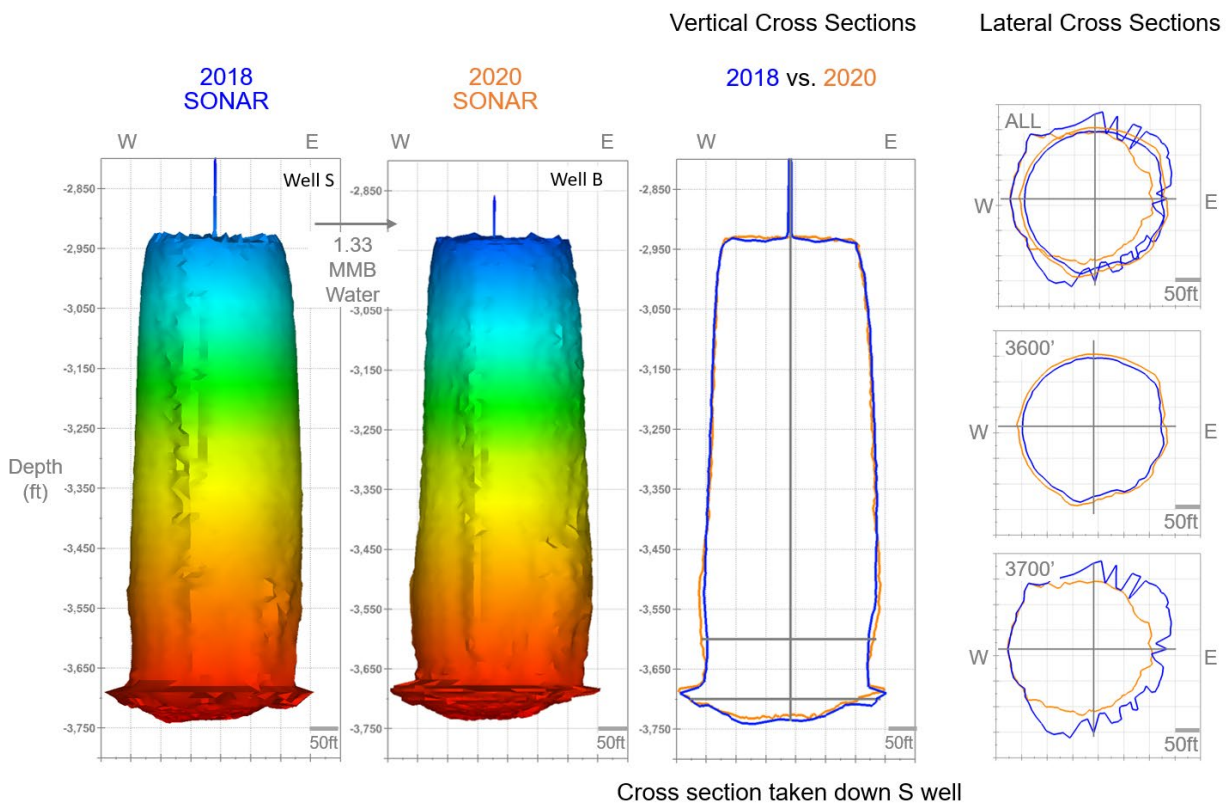 Vertical Cross Sections
Lateral Cross Sections
2018
SONAR
2020
SONAR
2018 vs. 2020
W
E
W
E
W
E
Well S
Well B
1.33
MMB
Water
Depth
(ft)
-2,850
-2,950
-3,050
-3,150
-3,250
-3,350
-3,450
-3,550
-3,650
-3,750
50ft
-2,850
-2,950
-3,050
-3,150
-3,250
-3,350
-3,450
-3,550
-3,650
-3,750
50ft
-2,850
-2,950
-3,050
-3,150
-3,250
-3,350
-3,450
-3,550
-3,650
-3,750
50ft
ALL
W
E
50ft
3600'
W
E
50ft
3700'
W
E
50ft
Cross section taken down S well